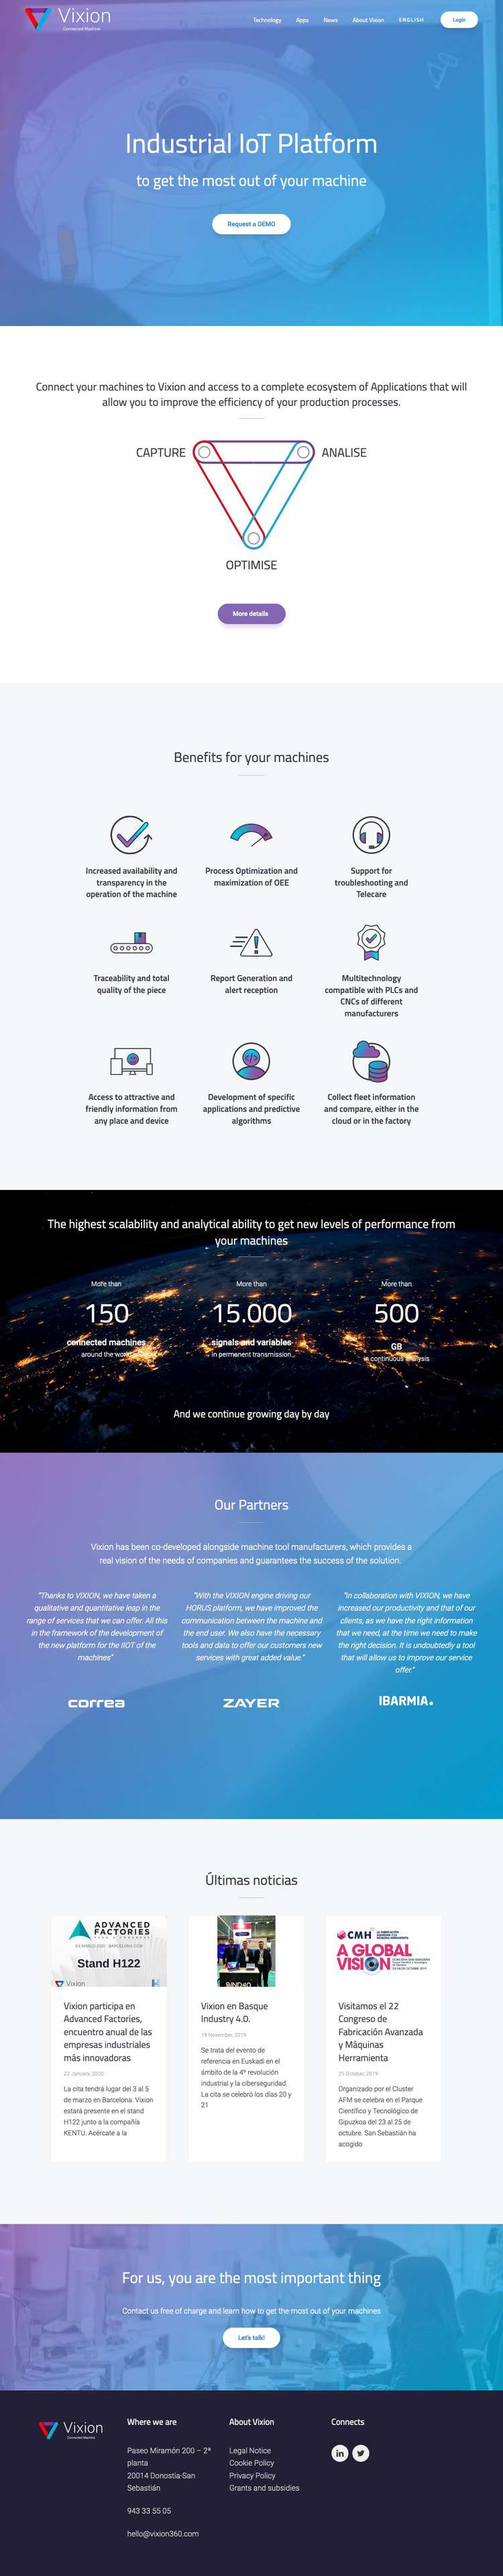 Vixion
Connected Machine
Technology Apps News About Vixion ENGLISH Login
Industrial IoT Platform
to get the most out of your machine
Request a DEMO
Connect your machines to Vixion and access to a complete ecosystem of Applications that will
allow you to improve the efficiency of your production processes.
CAPTURE
ANALISE
OPTIMISE
More details
Benefits for your machines
Increased availability and
transparency in the
operation of the machine
Process Optimization and
maximization of OEE
Support for
troubleshooting and
Telecare
Traceability and total
quality of the piece
Report Generation and
alert reception
Multitechnology
compatible with PLCs and
CNCs of different
manufacturers
Access to attractive and
friendly information from
any place and device
Development of specific
applications and predictive
algorithms
Collect fleet information
and compare, either in the
cloud or in the factory
The highest scalability and analytical ability to get new levels of performance from
your machines
More than
150
connected machines
around the
More than
15.000
signals and variables
in permanent transmission
More than
500
GB
in continuous analysis
And we continue growing day by day
Our Partners
Vixion has been co-developed alongside machine tool manufacturers, which provides a
real vision of the needs of companies and guarantees the success of the solution.
"Thanks to VIXION, we have taken a
qualitative and quantitative leap in the
range of services that we can offer. All this
in the framework of the development of
the new platform for the IIOT of the
machines"
correa
"With the VIXION engine driving our
HORUS platform, we have improved the
communication between the machine and
the end user. We also have the necessary
tools and data to offer our customers new
services with great added value."
ZAYER
"In collaboration with VIXION, we have
increased our productivity and that of our
clients, as we have the right information
that we need, at the time we need to make
the right decision. It is undoubtedly a tool
that will allow us to improve our service
offer."
IBARMIA.
Últimas noticias
ADVANCED
FACTORIES
Stand H122
Vixion
Vixion participa en
Advanced Factories,
encuentro anual de las
empresas industriales
más innovadoras
22 January, 2020
La cita tendrá lugar del 3 al 5
de marzo en Barcelona. Vixion
estará presente en el stand
H122 junto a la compañía
KENTU. Acércate a la
Vixion en Basque
Industry 4.0.
19 November, 2019
Se trata del evento de
referencia en Euskadi en el
ámbito de la 4ª revolución
industrial y la ciberseguridad.
La cita se celebró los días 20 y
21
CMH
A GLOBAL
VISION
Visitamos el 22
Congreso de
Fabricación Avanzada
y Máquinas
Herramienta
25 October, 2019
Organizado por el Cluster
AFM se celebra en el Parque
Científico y Tecnológico de
Gipuzkoa del 23 al 25 de
octubre. San Sebastián ha
acogido
For us, you are the most important thing
Contact us free of charge and learn how to get the most out of your machines
Let's talk!
Vixion
Connected Machine
Where we are
Paseo Miramón 200 – 2ª
planta
20014 Donostia-San
Sebastián
943 33 55 05
hello@vixion360.com
About Vixion
Legal Notice
Cookie Policy
Privacy Policy
Grants and subsidies
Connects
in